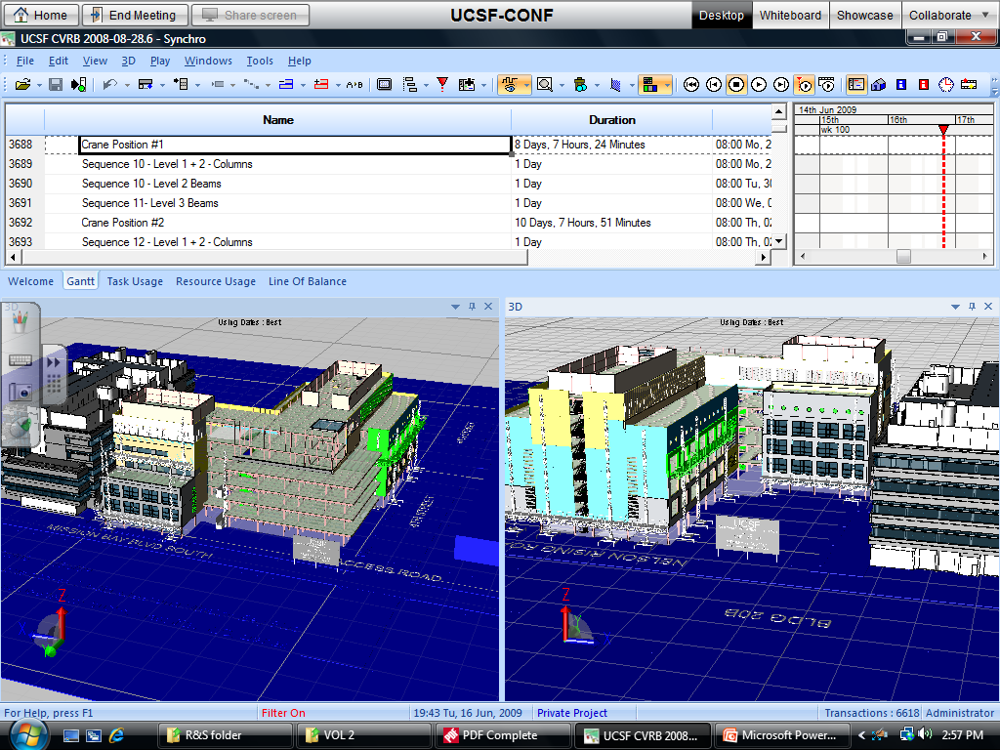 Home
End Meeting
Share screen
UCSF-CONF
Desktop
Whiteboard
Showcase
Collaborate
UCSF CVRB 2008-08-28.6 - Synchro
File Edit View 3D Play Windows Tools Help
Name Duration
14th Jun 2009
15th 16th 17th
wk 100
3688 Crane Position #1 8 Days, 7 Hours, 24 Minutes 08:00 Mo, 2
3689 Sequence 10 - Level 1 + 2 - Columns 1 Day 08:00 Mo, 2
3690 Sequence 10 - Level 2 Beams 1 Day 08:00 Tu, 30
3691 Sequence 11- Level 3 Beams 1 Day 08:00 We, 0
3692 Crane Position #2 10 Days, 7 Hours, 51 Minutes 08:00 Th, 02
3693 Sequence 12 - Level 1 + 2 - Columns 1 Day 08:00 Th, 02
Welcome Gantt Task Usage Resource Usage Line Of Balance
3D
3D
Using Dates : Best
Using Dates : Best
4TH STREET
MISSION BAY BLVD SOUTH
ACCESS ROAD
UCSF
NELSON RISING
BLDG 20B
Z
X
Y
Z
Y
X
For Help, press F1
Filter On
19:43 Tu, 16 Jun, 2009
Private Project
Transactions : 6618
Administrator
R&S folder
VOL 2
PDF Complete
UCSF CVRB 2008...
Microsoft Power...
2:57 PM